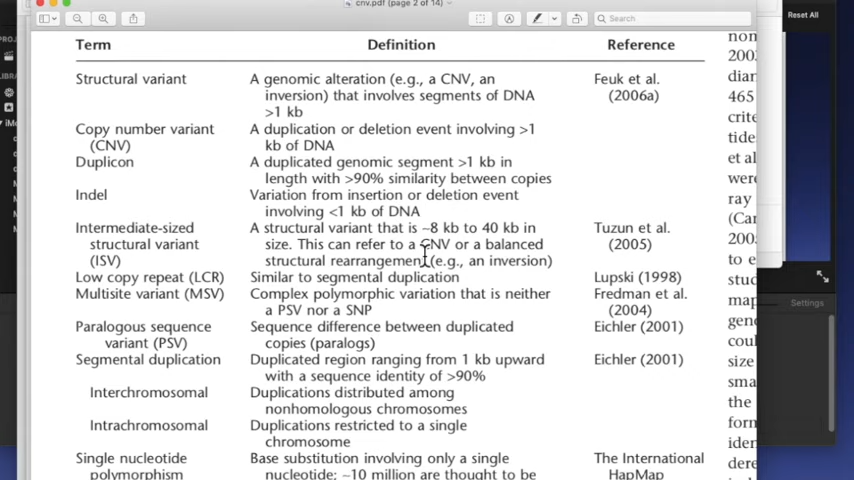 cnv.pdf (page 2 of 14)
Reset All
Search
Term Definition Reference
Structural variant A genomic alteration (e.g., a CNV, an Feuk et al.
inversion) that involves segments of DNA (2006a)
>1 kb
Copy number variant A duplication or deletion event involving >1
(CNV) kb of DNA
Duplicon A duplicated genomic segment >1 kb in
length with >90% similarity between copies
Indel Variation from insertion or deletion event
involving <1 kb of DNA
Intermediate-sized A structural variant that is ~8 kb to 40 kb in Tuzun et al.
structural variant size. This can refer to a CNV or a balanced (2005)
(ISV) structural rearrangement (e.g., an inversion)
Low copy repeat (LCR) Similar to segmental duplication Lupski (1998)
Multisite variant (MSV) Complex polymorphic variation that is neither Fredman et al.
a PSV nor a SNP (2004)
Paralogous sequence Sequence difference between duplicated Eichler (2001)
variant (PSV) copies (paralogs)
Segmental duplication Duplicated region ranging from 1 kb upward Eichler (2001)
with a sequence identity of >90%
Interchromosomal Duplications distributed among
nonhomologous chromosomes
Intrachromosomal Duplications restricted to a single
chromosome
Single nucleotide Base substitution involving only a single The International
polymorphism nucleotide; ~10 million are thought to be HapMap
Settings